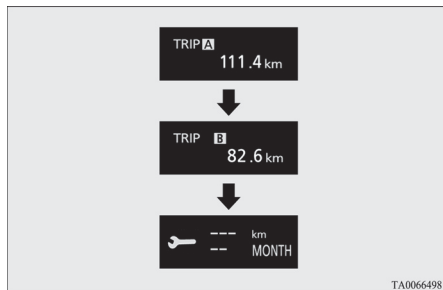 TRIP A
111.4 km
TRIP B
82.6 km
--- km
-- MONTH
TA0066498